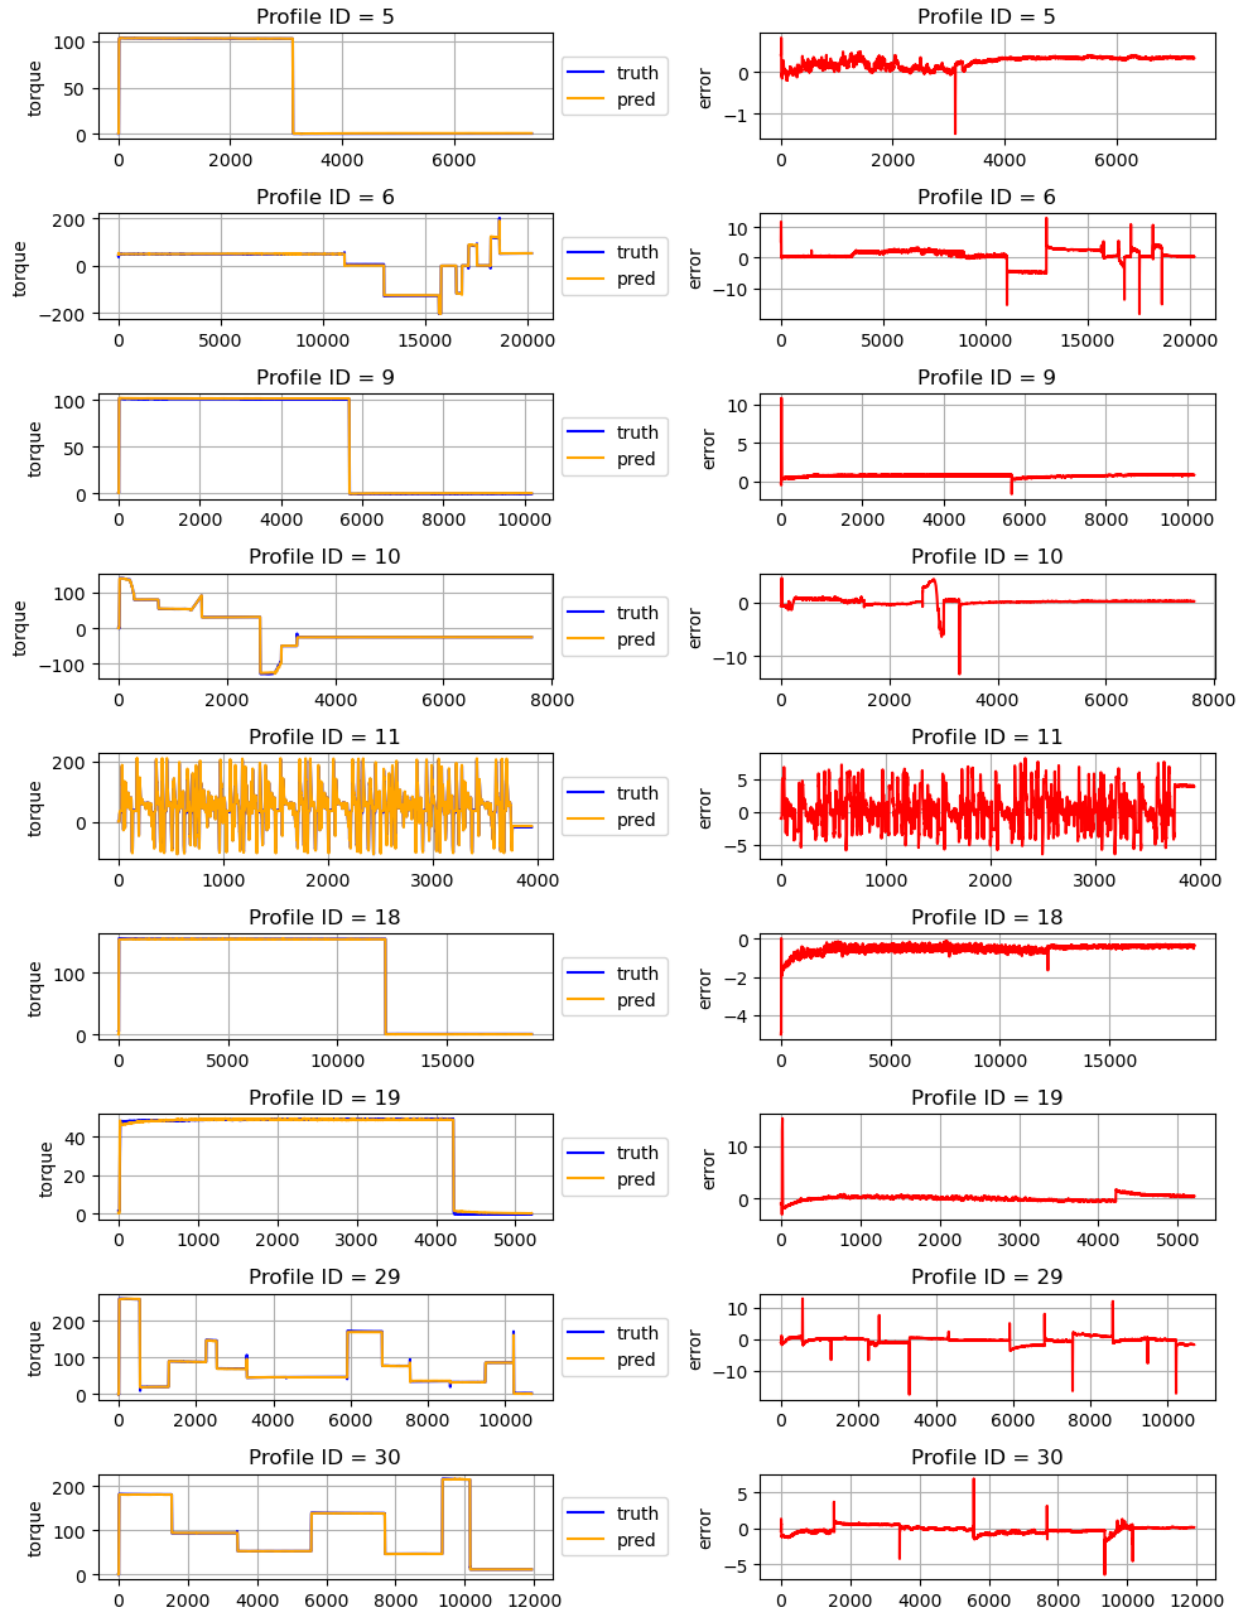 Profile ID = 5
torque
100
50
0
0
2000
4000
6000
truth
pred
Profile ID = 5
error
0
−1
0
2000
4000
6000
Profile ID = 6
torque
200
0
−200
0
5000
10000
15000
20000
truth
pred
Profile ID = 6
error
10
0
−10
0
5000
10000
15000
20000
Profile ID = 9
torque
100
50
0
0
2000
4000
6000
8000
10000
truth
pred
Profile ID = 9
error
10
5
0
0
2000
4000
6000
8000
10000
Profile ID = 10
torque
100
0
−100
0
2000
4000
6000
8000
truth
pred
Profile ID = 10
error
0
−10
0
2000
4000
6000
8000
Profile ID = 11
torque
200
0
0
1000
2000
3000
4000
truth
pred
Profile ID = 11
error
5
0
−5
0
1000
2000
3000
4000
Profile ID = 18
torque
100
0
0
5000
10000
15000
truth
pred
Profile ID = 18
error
0
−2
−4
0
5000
10000
15000
Profile ID = 19
torque
40
20
0
0
1000
2000
3000
4000
5000
truth
pred
Profile ID = 19
error
10
0
0
1000
2000
3000
4000
5000
Profile ID = 29
torque
200
100
0
0
2000
4000
6000
8000
10000
truth
pred
Profile ID = 29
error
10
0
−10
0
2000
4000
6000
8000
10000
Profile ID = 30
torque
200
100
0
0
2000
4000
6000
8000
10000
12000
truth
pred
Profile ID = 30
error
5
0
−5
0
2000
4000
6000
8000
10000
12000